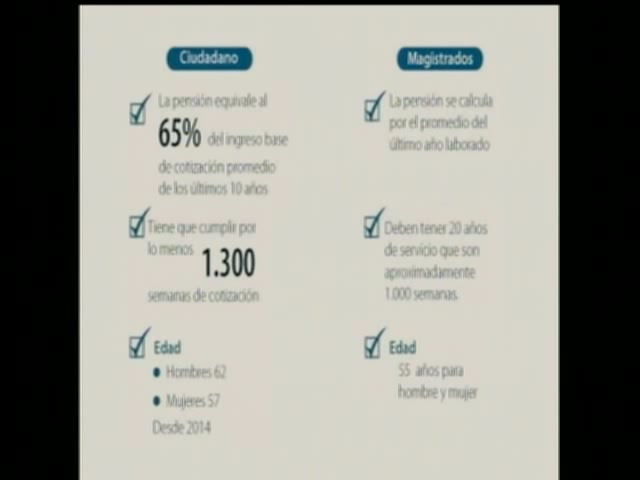 Ciudadano
La pensión equivale al
65% del ingreso base
de cotización promedio
de los últimos 10 años
Tiene que cumplir por
lo menos 1.300
semanas de cotización
Edad
Hombres 62
Mujeres 57
Desde 2014
Magistrados
La pensión se calcula
por el promedio del
último año laborado
Deben tener 20 años
de servicio que son
aproximadamente
1.000 semanas.
Edad
55 años para
hombre y mujer